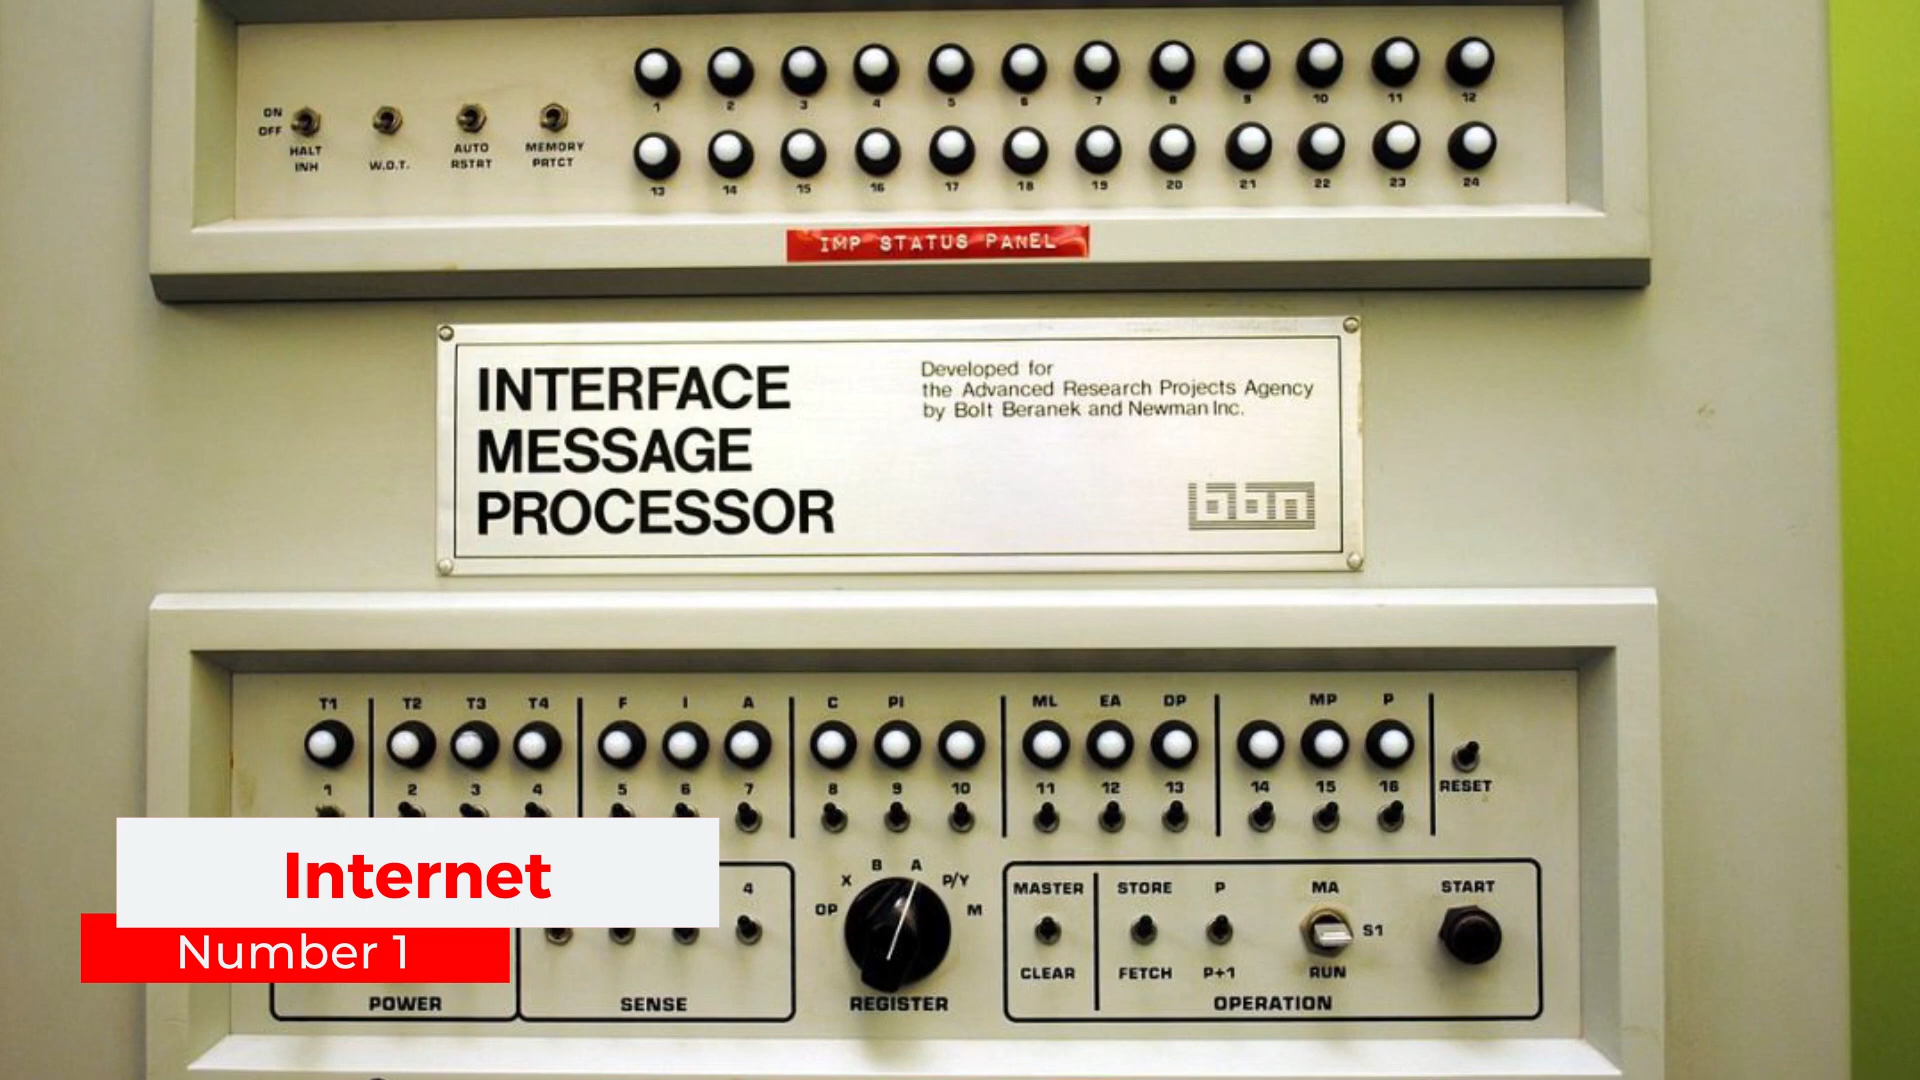 1 2 3 4 5 6 7 8 9 10 11 12
ON
OFF
HALT
INH
W.D.T.
AUTO
RSTRT
MEMORY
PRTCT
13 14 15 16 17 18 19 20 21 22 23 24
IMP STATUS PANEL
INTERFACE
MESSAGE
PROCESSOR
Developed for
the Advanced Research Projects Agency
by Bolt Beranek and Newman Inc.
bbn
T1 T2 T3 T4 F I A C PI ML EA OP MP P
1 2 3 4 5 6 7 8 9 10 11 12 13 14 15 16
RESET
Internet
Number 1
4
OP X B A P/Y M
MASTER STORE P MA START
S1
CLEAR FETCH P+1 RUN
POWER SENSE REGISTER OPERATION